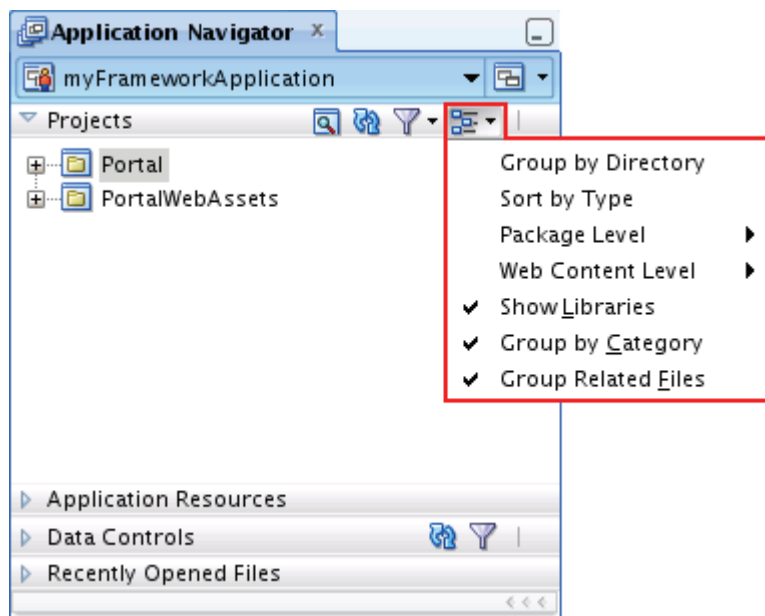 Application Navigator
myFrameworkApplication
Projects
Portal
PortalWebAssets
Group by Directory
Sort by Type
Package Level
Web Content Level
Show Libraries
Group by Category
Group Related Files
Application Resources
Data Controls
Recently Opened Files